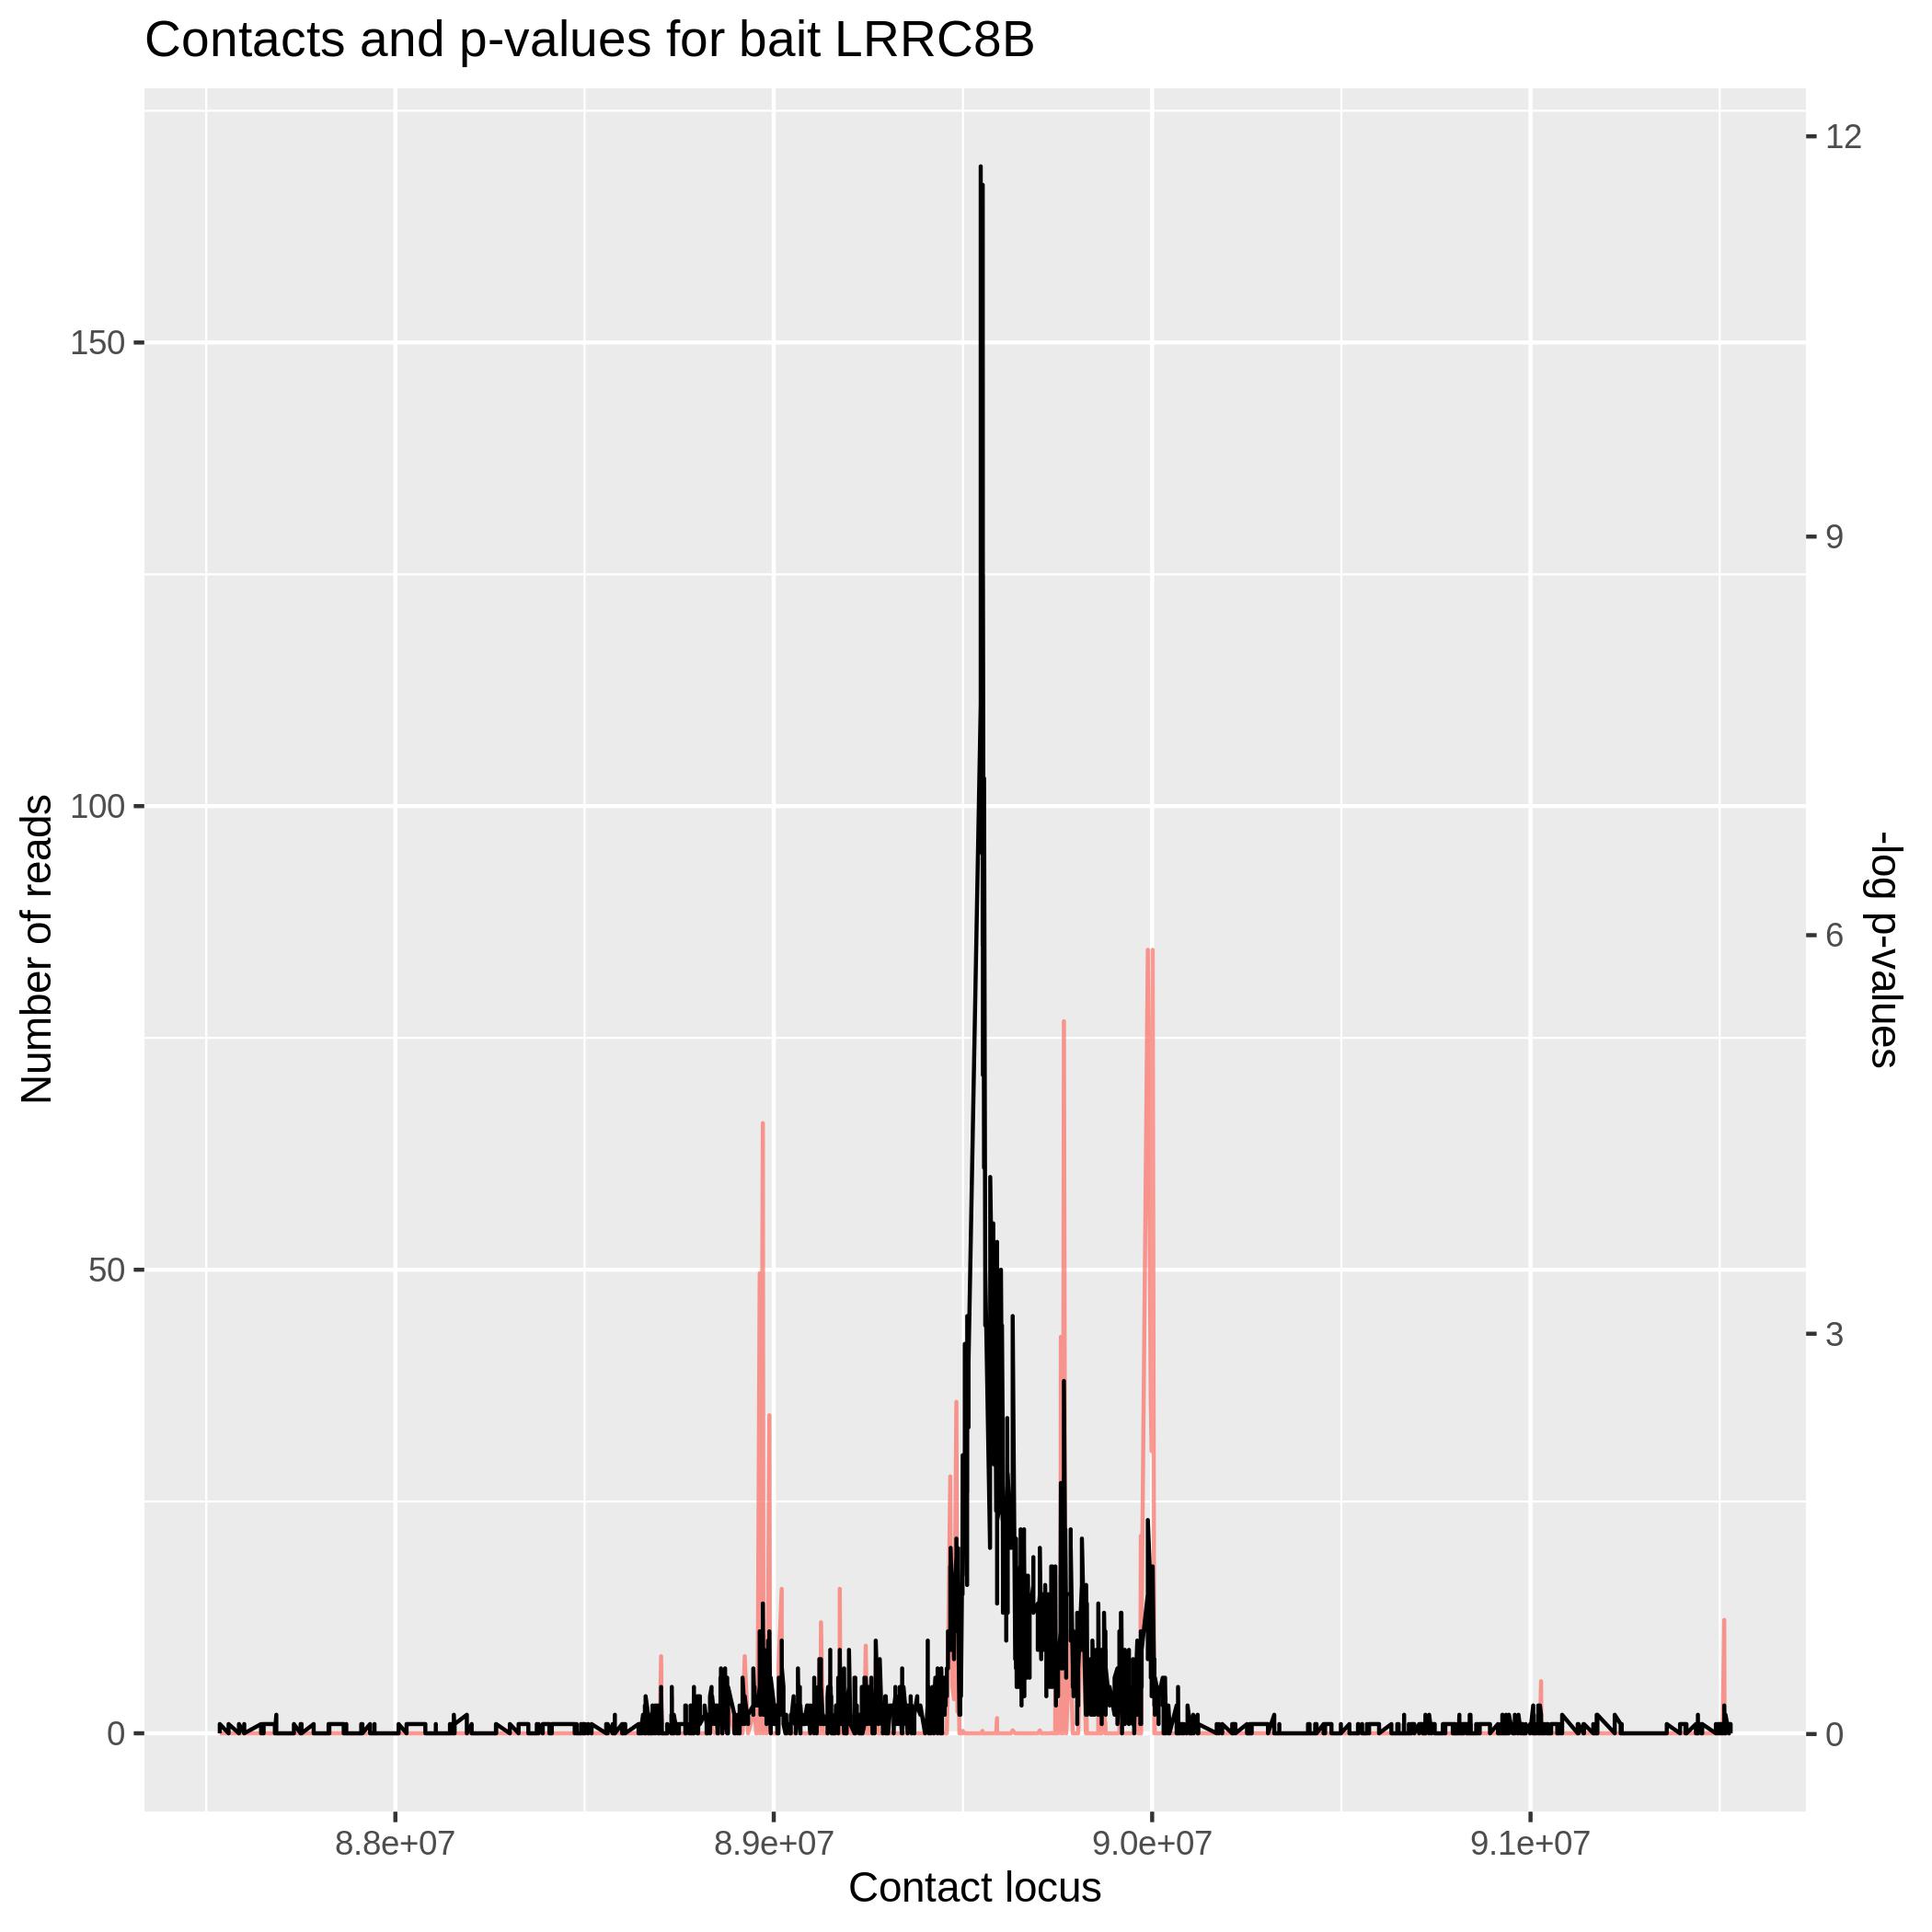 Contacts and p-values for bait LRRC8B
12
150
9
100
6
50
3
0
0
Number of reads
-log p-values
8.8e+07
8.9e+07
9.0e+07
9.1e+07
Contact locus